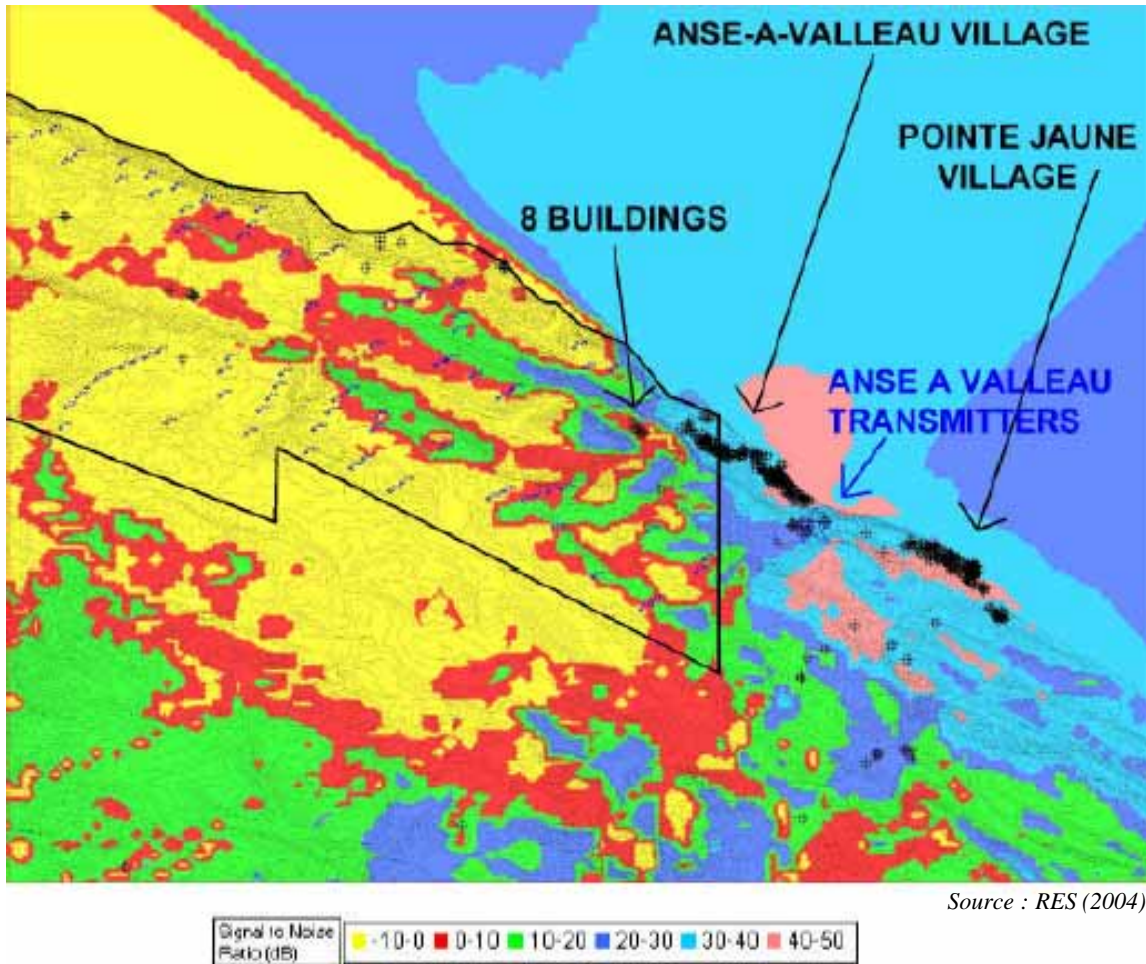 ANSE-A-VALLEAU VILLAGE
POINTE JAUNE
VILLAGE
8 BUILDINGS
ANSE A VALLEAU
TRANSMITTERS
Source : RES (2004)
Signal to Noise
Ratio (dB)
-10-0 0-10 10-20 20-30 30-40 40-50